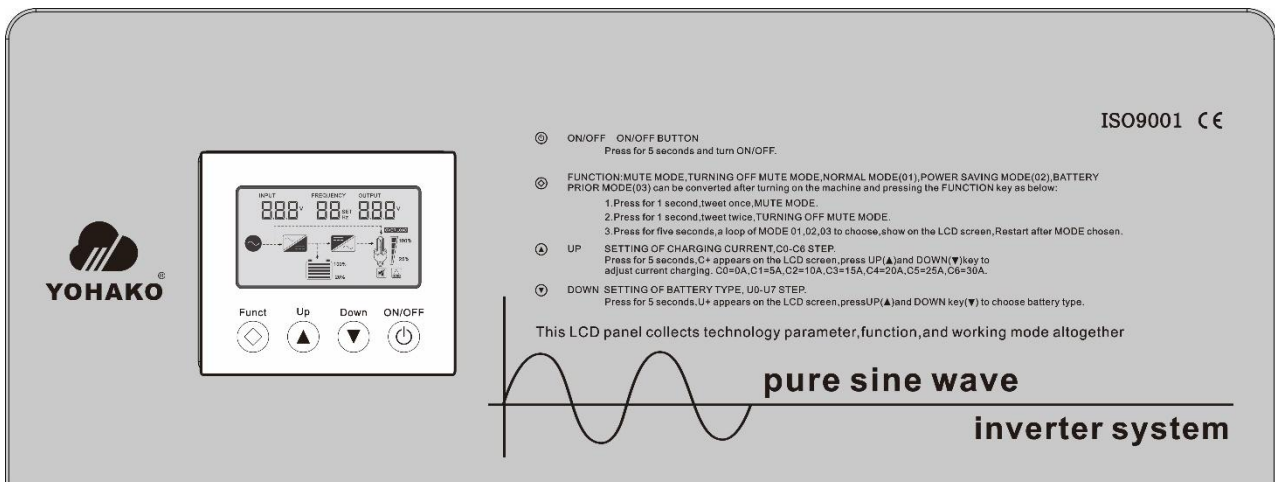 ISO9001 CE
ON/OFF ON/OFF BUTTON
Press for 5 seconds and turn ON/OFF.
FUNCTION:MUTE MODE,TURNING OFF MUTE MODE,NORMAL MODE(01),POWER SAVING MODE(02),BATTERY
PRIOR MODE(03) can be converted after turning on the machine and pressing the FUNCTION key as below:
1.Press for 1 second,tweet once,MUTE MODE.
2.Press for 1 second,tweet twice,TURNING OFF MUTE MODE.
3.Press for five seconds,a loop of MODE 01,02,03 to choose,show on the LCD screen,Restart after MODE chosen.
UP SETTING OF CHARGING CURRENT,C0-C6 STEP.
Press for 5 seconds,C+ appears on the LCD screen,press UP(▲)and DOWN(▼)key to
adjust current charging. C0=0A,C1=5A,C2=10A,C3=15A,C4=20A,C5=25A,C6=30A.
DOWN SETTING OF BATTERY TYPE, U0-U7 STEP.
Press for 5 seconds,U+ appears on the LCD screen,pressUP(▲)and DOWN key(▼) to choose battery type.
This LCD panel collects technology parameter,function,and working mode altogether
INPUT FREQUENCY OUTPUT
888 V 88 SET Hz 888 V
100%
100%
20%
20%
YOHAKO ®
Funct Up Down ON/OFF
pure sine wave
inverter system